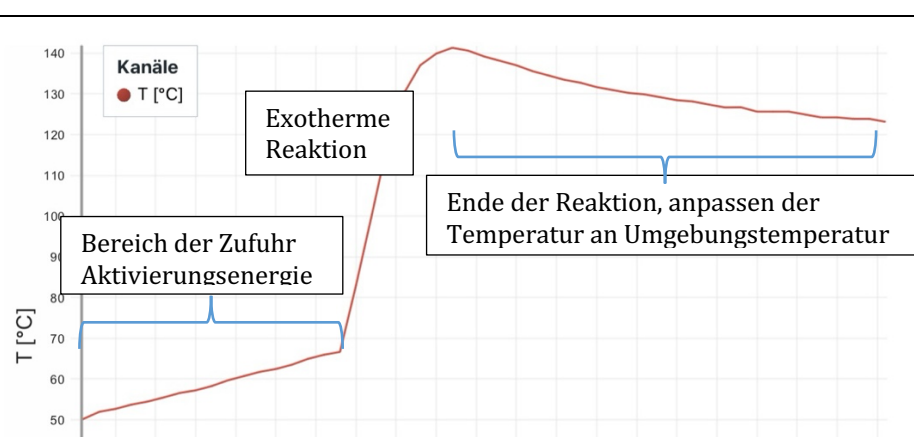 140
Kanäle
T [°C]
130
Exotherme
Reaktion
120
110
Ende der Reaktion, anpassen der
Temperatur an Umgebungstemperatur
100
Bereich der Zufuhr
Aktivierungsenergie
90
80
70
T [°C]
60
50